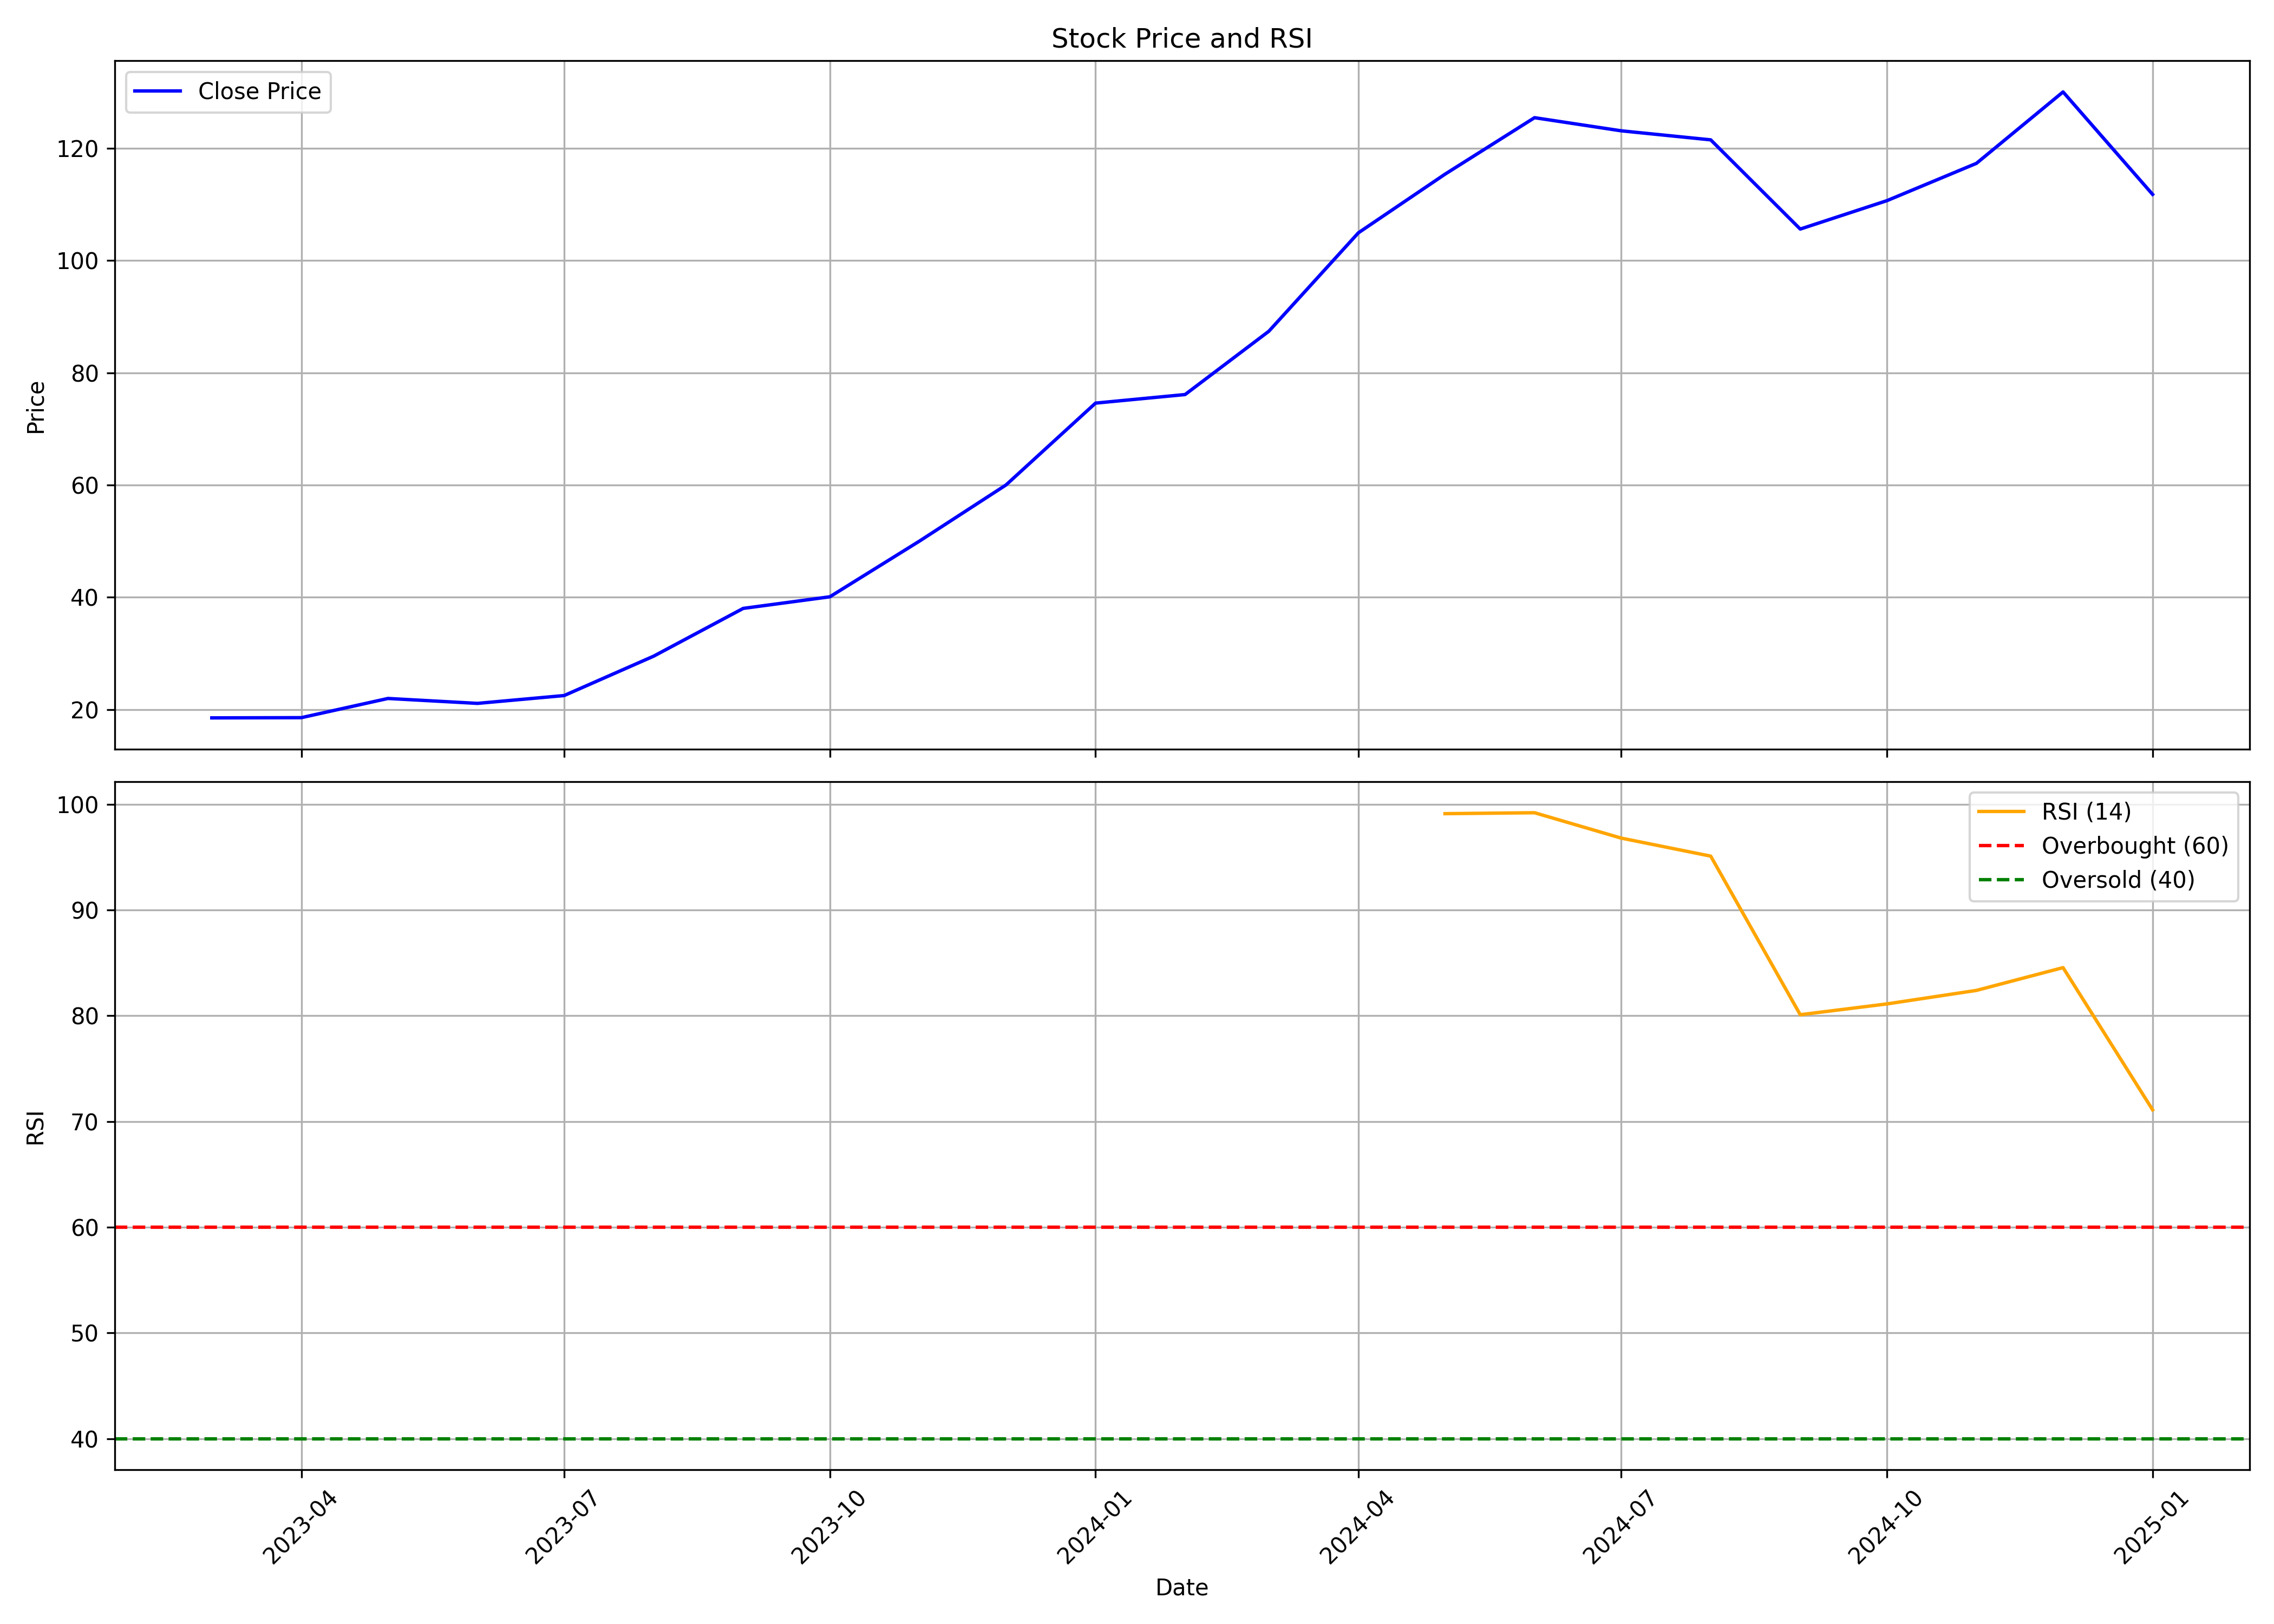 Stock Price and RSI
Close Price
120
100
80
60
40
20
Price
100
90
80
70
60
50
40
RSI
RSI (14)
Overbought (60)
Oversold (40)
2023-04
2023-07
2023-10
2024-01
2024-04
2024-07
2024-10
2025-01
Date